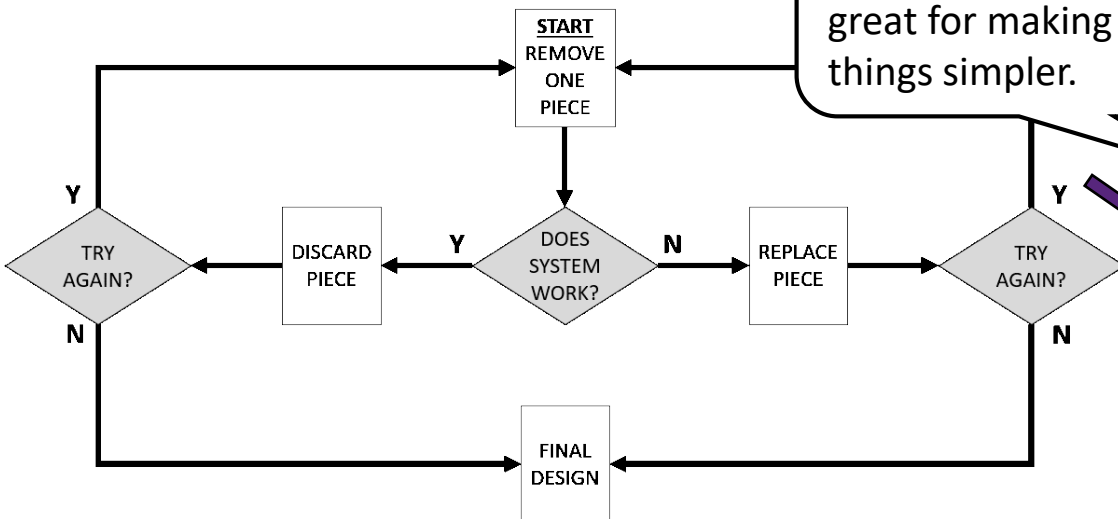 great for making
things simpler.
START
REMOVE
ONE
PIECE
Y
TRY
AGAIN?
N
DISCARD
PIECE
Y
DOES
SYSTEM
WORK?
N
REPLACE
PIECE
Y
TRY
AGAIN?
N
FINAL
DESIGN